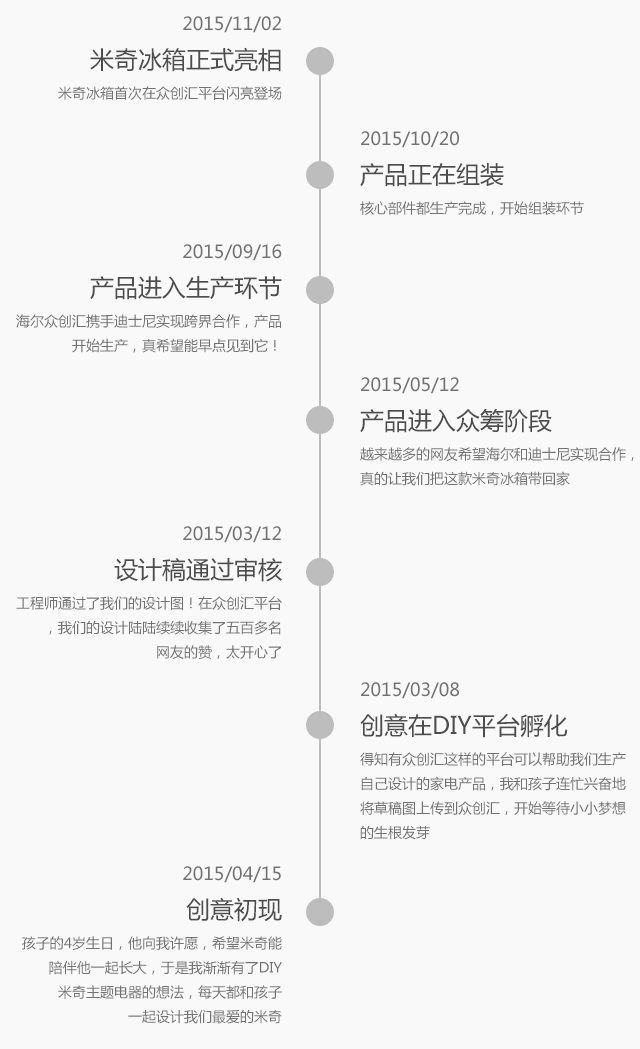 2015/11/02
米奇冰箱正式亮相
米奇冰箱首次在众创汇平台闪亮登场
2015/10/20
产品正在组装
核心部件都生产完成，开始组装环节
2015/09/16
产品进入生产环节
海尔众创汇携手迪士尼实现跨界合作，产品
开始生产，真希望能早点见到它！
2015/05/12
产品进入众筹阶段
越来越多的网友希望海尔和迪士尼实现合作，
真的让我们把这款米奇冰箱带回家
2015/03/12
设计稿通过审核
工程师通过了我们的设计图！在众创汇平台
，我们的设计陆陆续续收集了五百多名
网友的赞，太开心了
2015/03/08
创意在DIY平台孵化
得知有众创汇这样的平台可以帮助我们生产
自己设计的家电产品，我和孩子连忙兴奋地
将草稿图上传到众创汇，开始等待小小梦想
的生根发芽
2015/04/15
创意初现
孩子的4岁生日，他向我许愿，希望米奇能
陪伴他一起长大，于是我渐渐有了DIY
米奇主题电器的想法，每天都和孩子
一起设计我们最爱的米奇